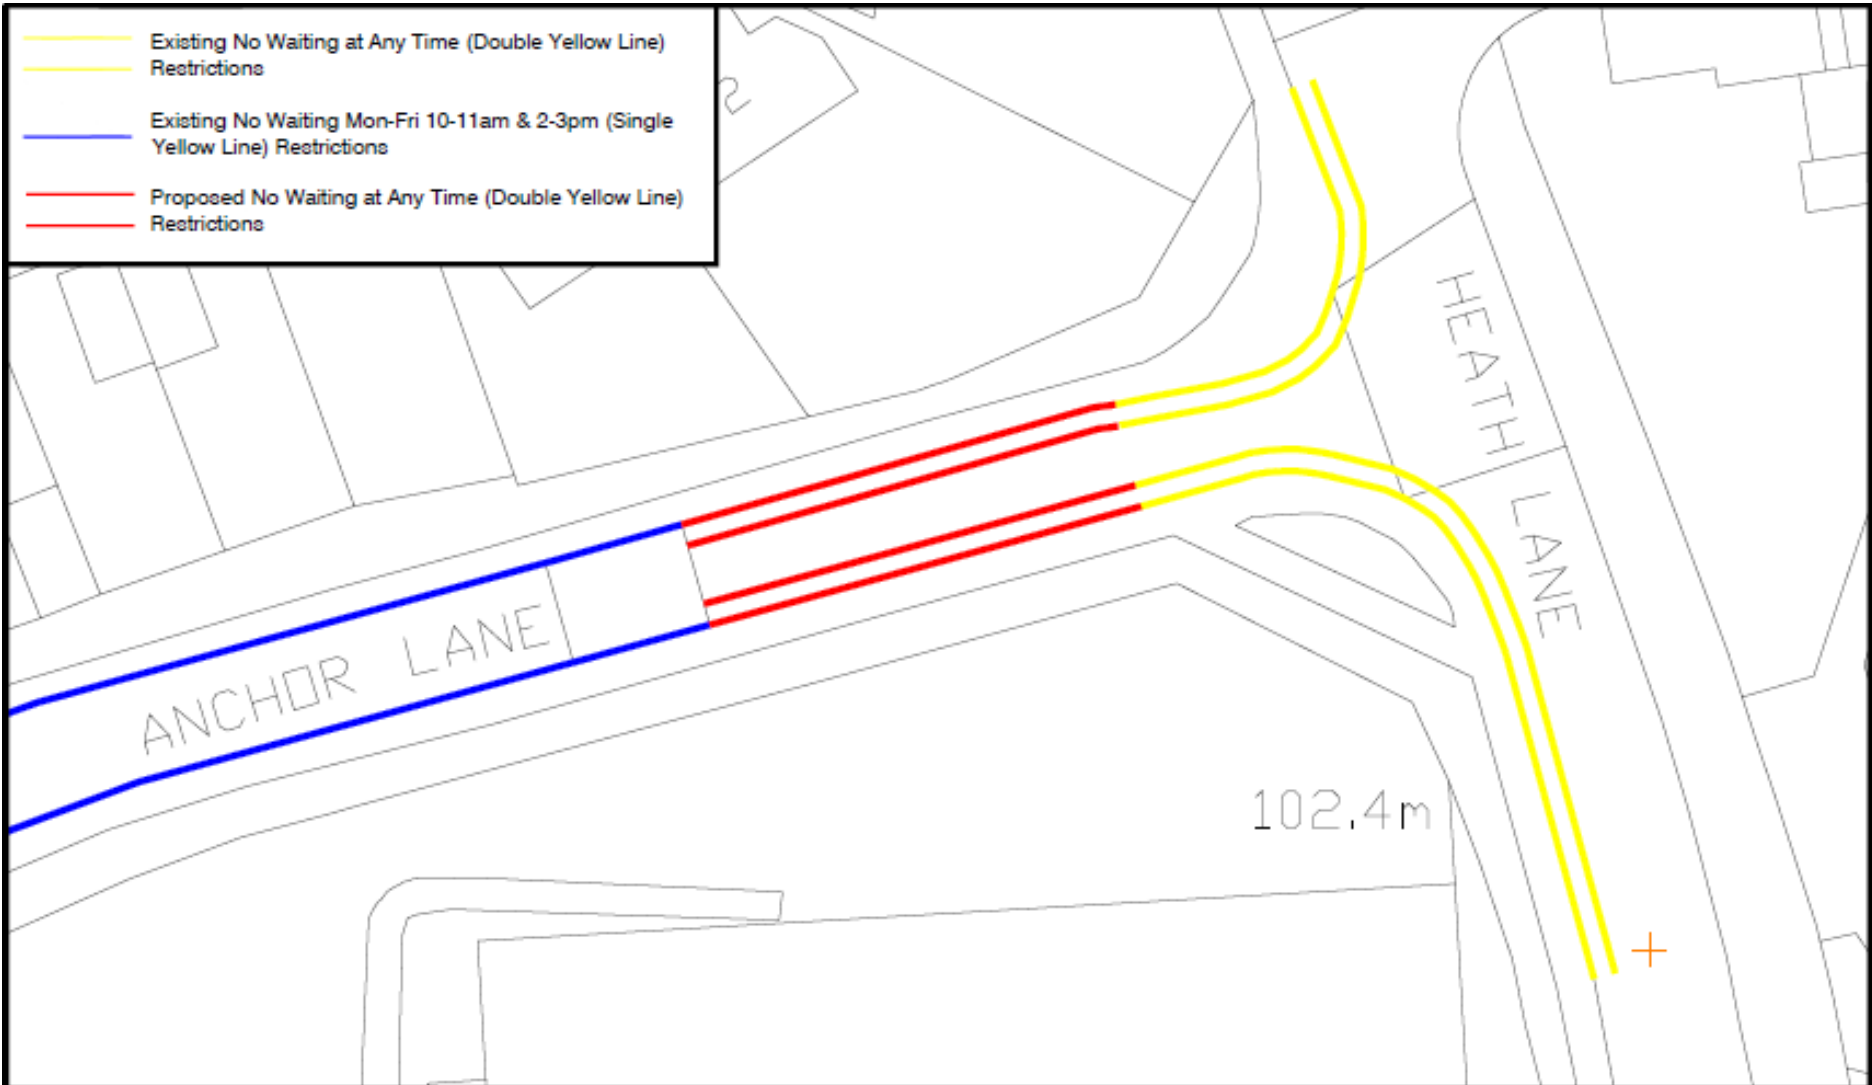 Existing No Waiting at Any Time (Double Yellow Line)
Restrictions
Existing No Waiting Mon-Fri 10-11am & 2-3pm (Single
Yellow Line) Restrictions
Proposed No Waiting at Any Time (Double Yellow Line)
Restrictions
2
HEATH LANE
ANCHOR LANE
102.4m